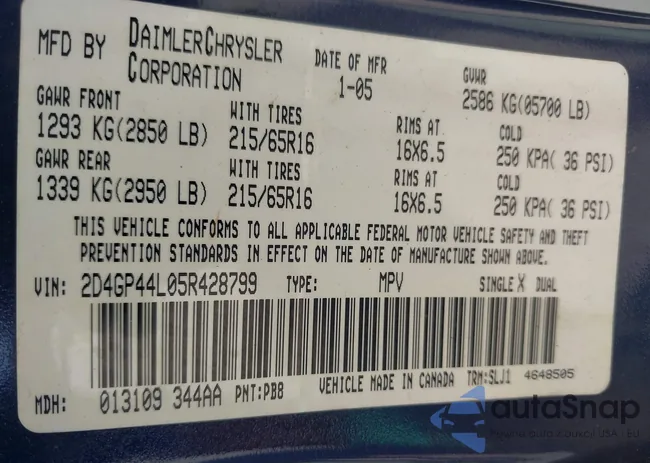 MFD BY DAIMLERCHRYSLER CORPORATION DATE OF MFR 1-05 GVWR 2586 KG(05700 LB)
GAWR FRONT WITH TIRES RIMS AT COLD
1293 KG(2850 LB) 215/65R16 16X6.5 250 KPA( 36 PSI)
GAWR REAR WITH TIRES RIMS AT COLD
1339 KG(2950 LB) 215/65R16 16X6.5 250 KPA( 36 PSI)
THIS VEHICLE CONFORMS TO ALL APPLICABLE FEDERAL MOTOR VEHICLE SAFETY AND THEFT
PREVENTION STANDARDS IN EFFECT ON THE DATE OF MANUFACTURE SHOWN ABOVE.
VIN: 2D4GP44L05R428799 TYPE: MPV SINGLE X DUAL
MDH: 013109 344AA PNT:PB8 VEHICLE MADE IN CANADA TRM:SLJ1 4648505
autaSnap